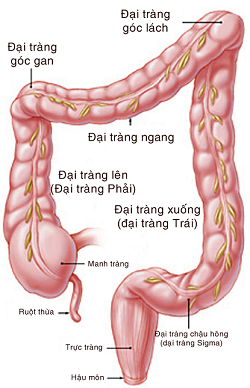 Đại tràng
góc lách
Đại tràng
góc gan
Đại tràng ngang
Đại tràng lên
(Đại tràng Phải)
Đại tràng xuống
(đại tràng Trái)
Manh tràng
Ruột thừa
Đại tràng chậu hông
(đại tràng Sigma)
Trực tràng
Hậu môn